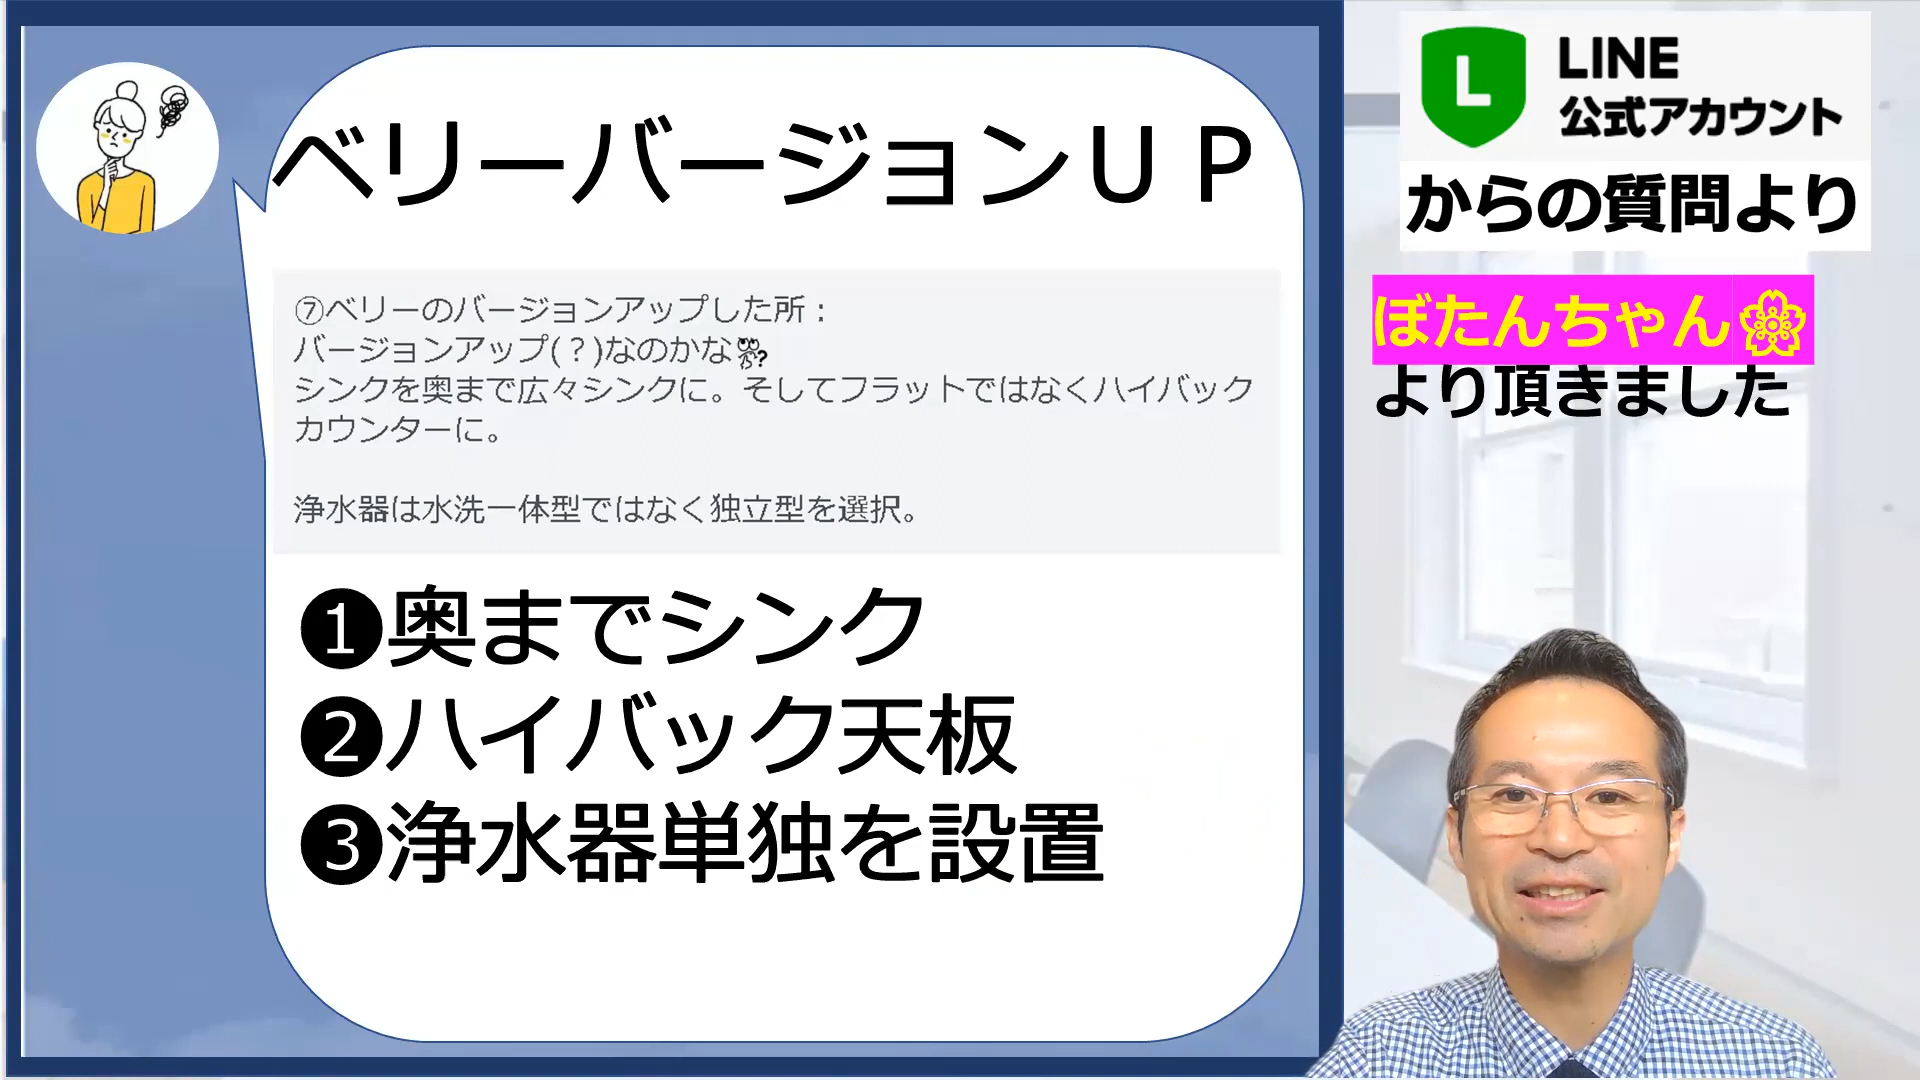 ベリーバージョンＵＰ
⑦ベリーのバージョンアップした所：
バージョンアップ(？)なのかな
シンクを奥まで広々シンクに。そしてフラットではなくハイバック
カウンターに。
浄水器は水洗一体型ではなく独立型を選択。
❶奥までシンク
❷ハイバック天板
❸浄水器単独を設置
L
LINE
公式アカウント
からの質問より
ぼたんちゃん🌸
より頂きました